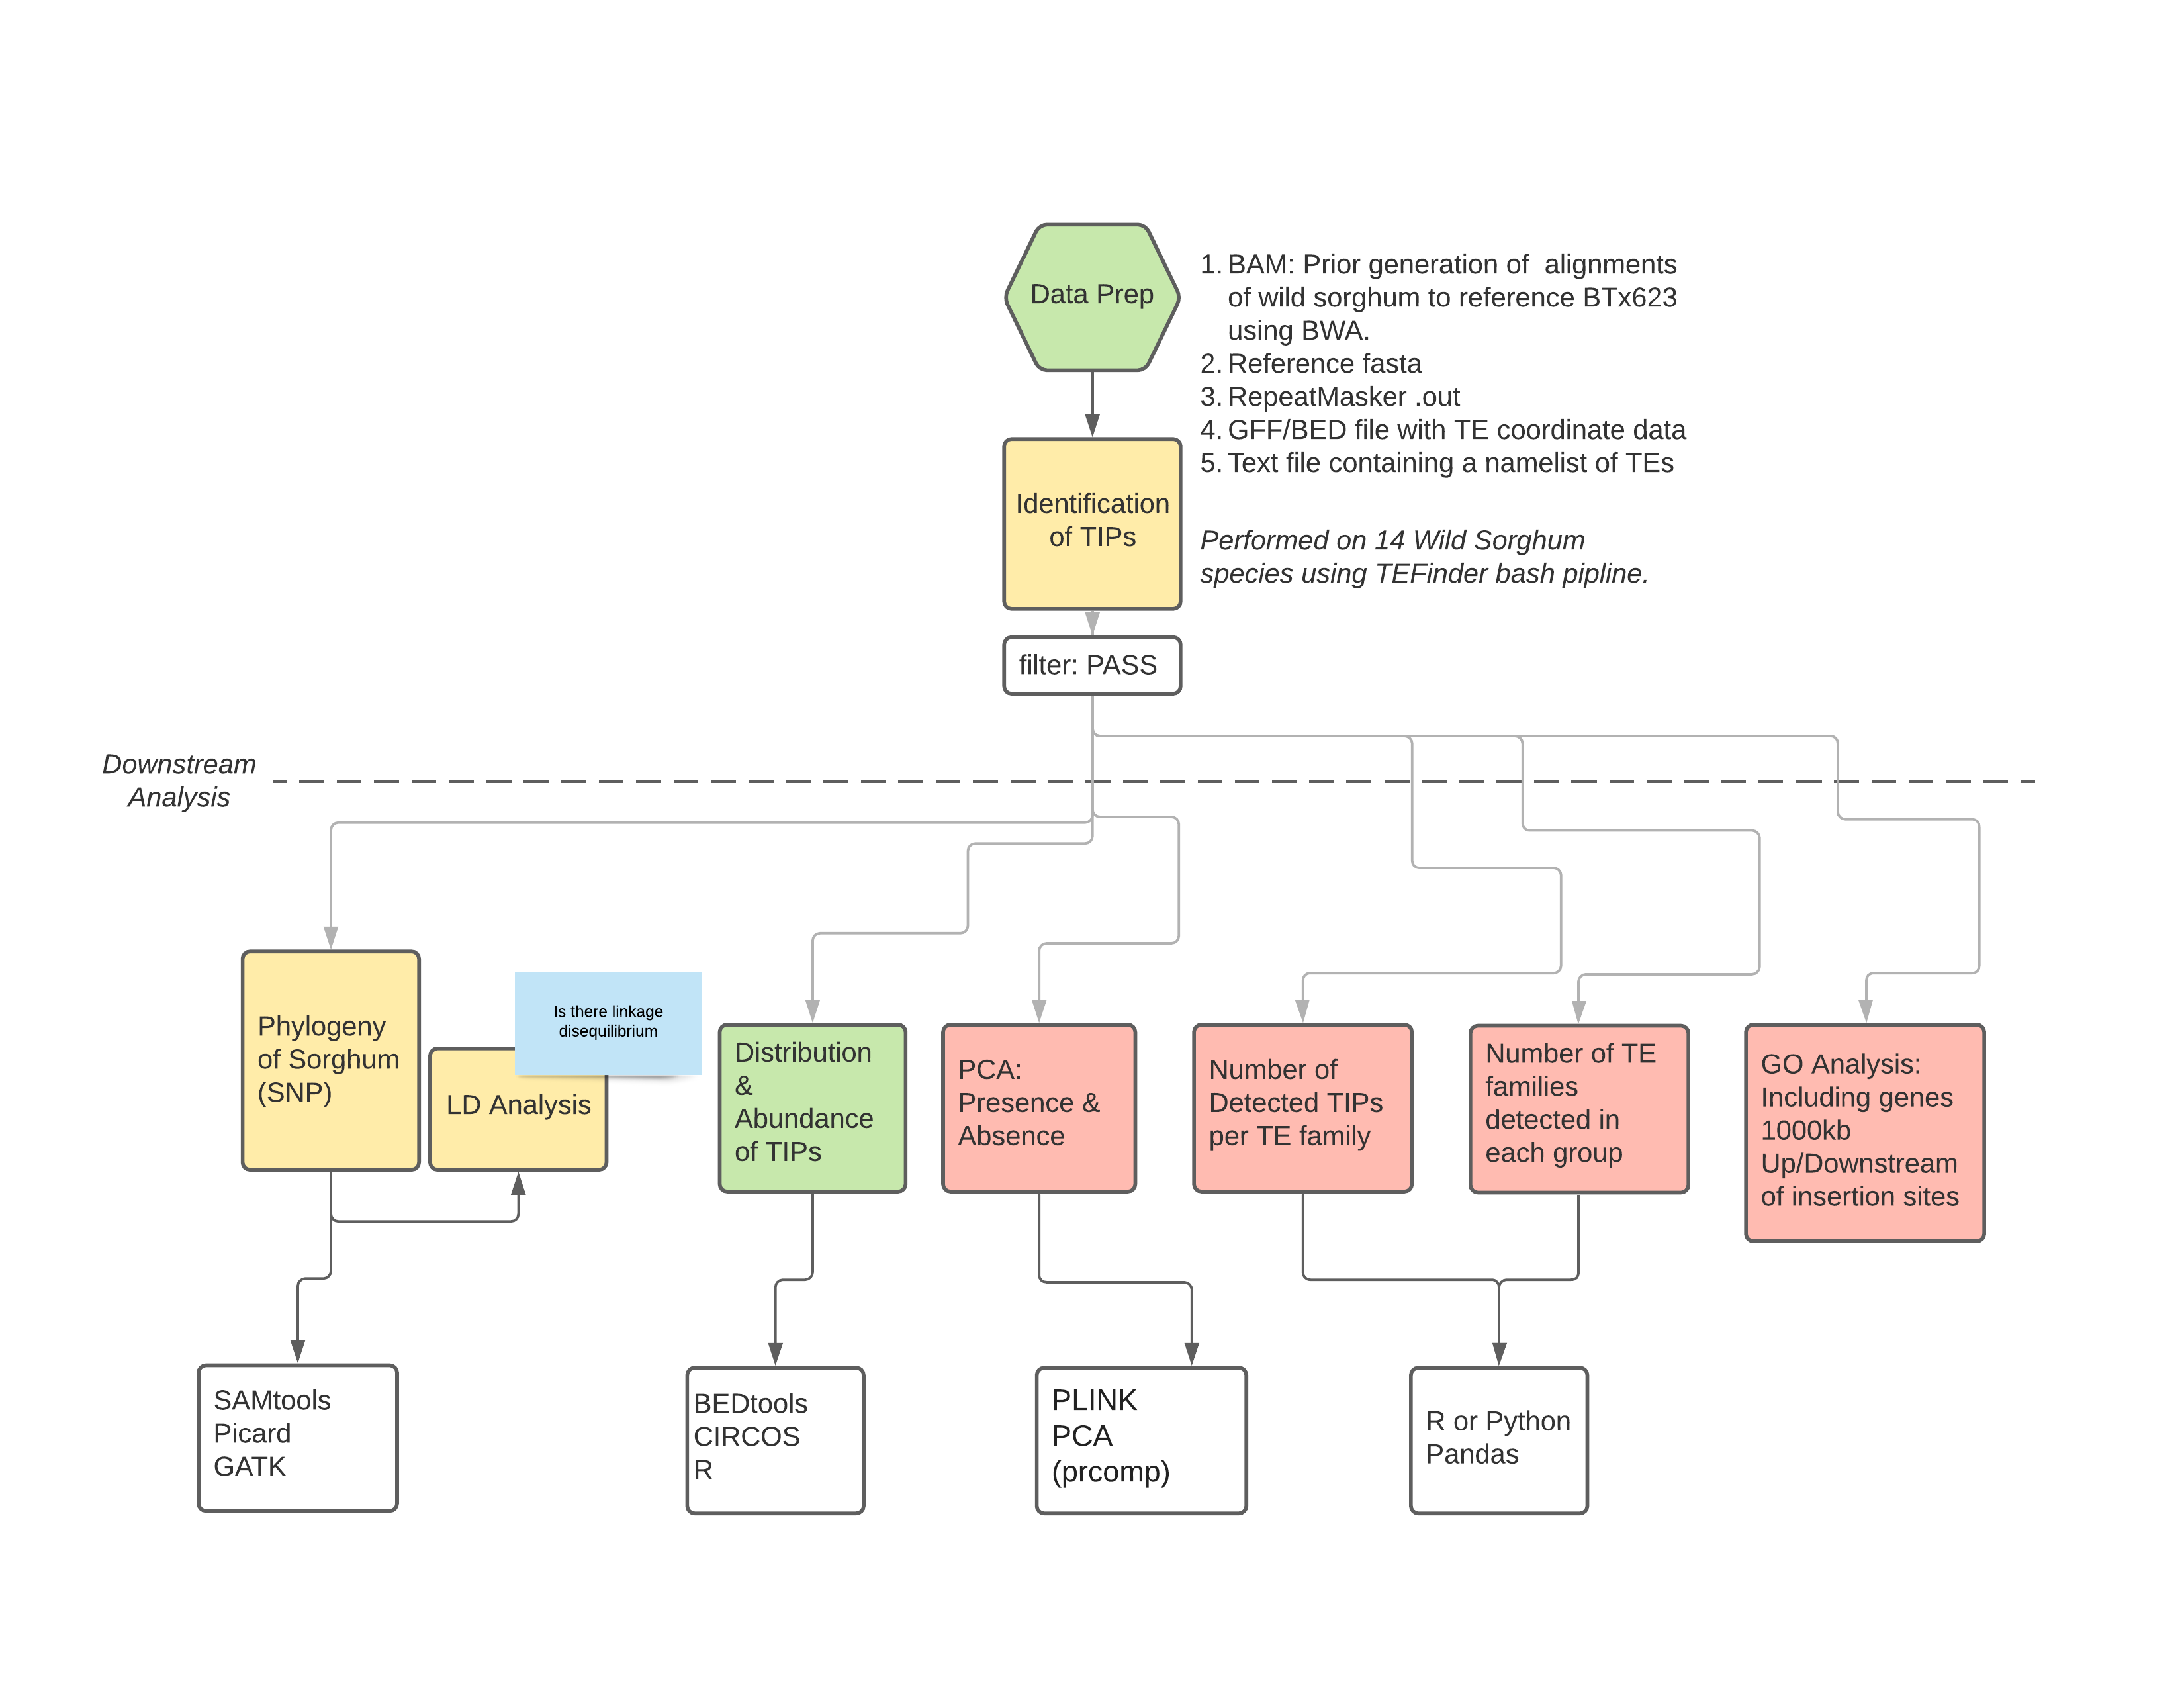 Data Prep
1. BAM: Prior generation of  alignments
of wild sorghum to reference BTx623
using BWA.
2. Reference fasta
3. RepeatMasker .out
4. GFF/BED file with TE coordinate data
5. Text file containing a namelist of TEs
Identification
of TIPs
Performed on 14 Wild Sorghum
species using TEFinder bash pipline.
filter: PASS
Downstream
Analysis
Phylogeny
of Sorghum
(SNP)
LD Analysis
Is there linkage
disequilibrium
Distribution
&
Abundance
of TIPs
PCA:
Presence &
Absence
Number of
Detected TIPs
per TE family
Number of TE
families
detected in
each group
GO Analysis:
Including genes
1000kb
Up/Downstream
of insertion sites
SAMtools
Picard
GATK
BEDtools
CIRCOS
R
PLINK
PCA
(prcomp)
R or Python
Pandas